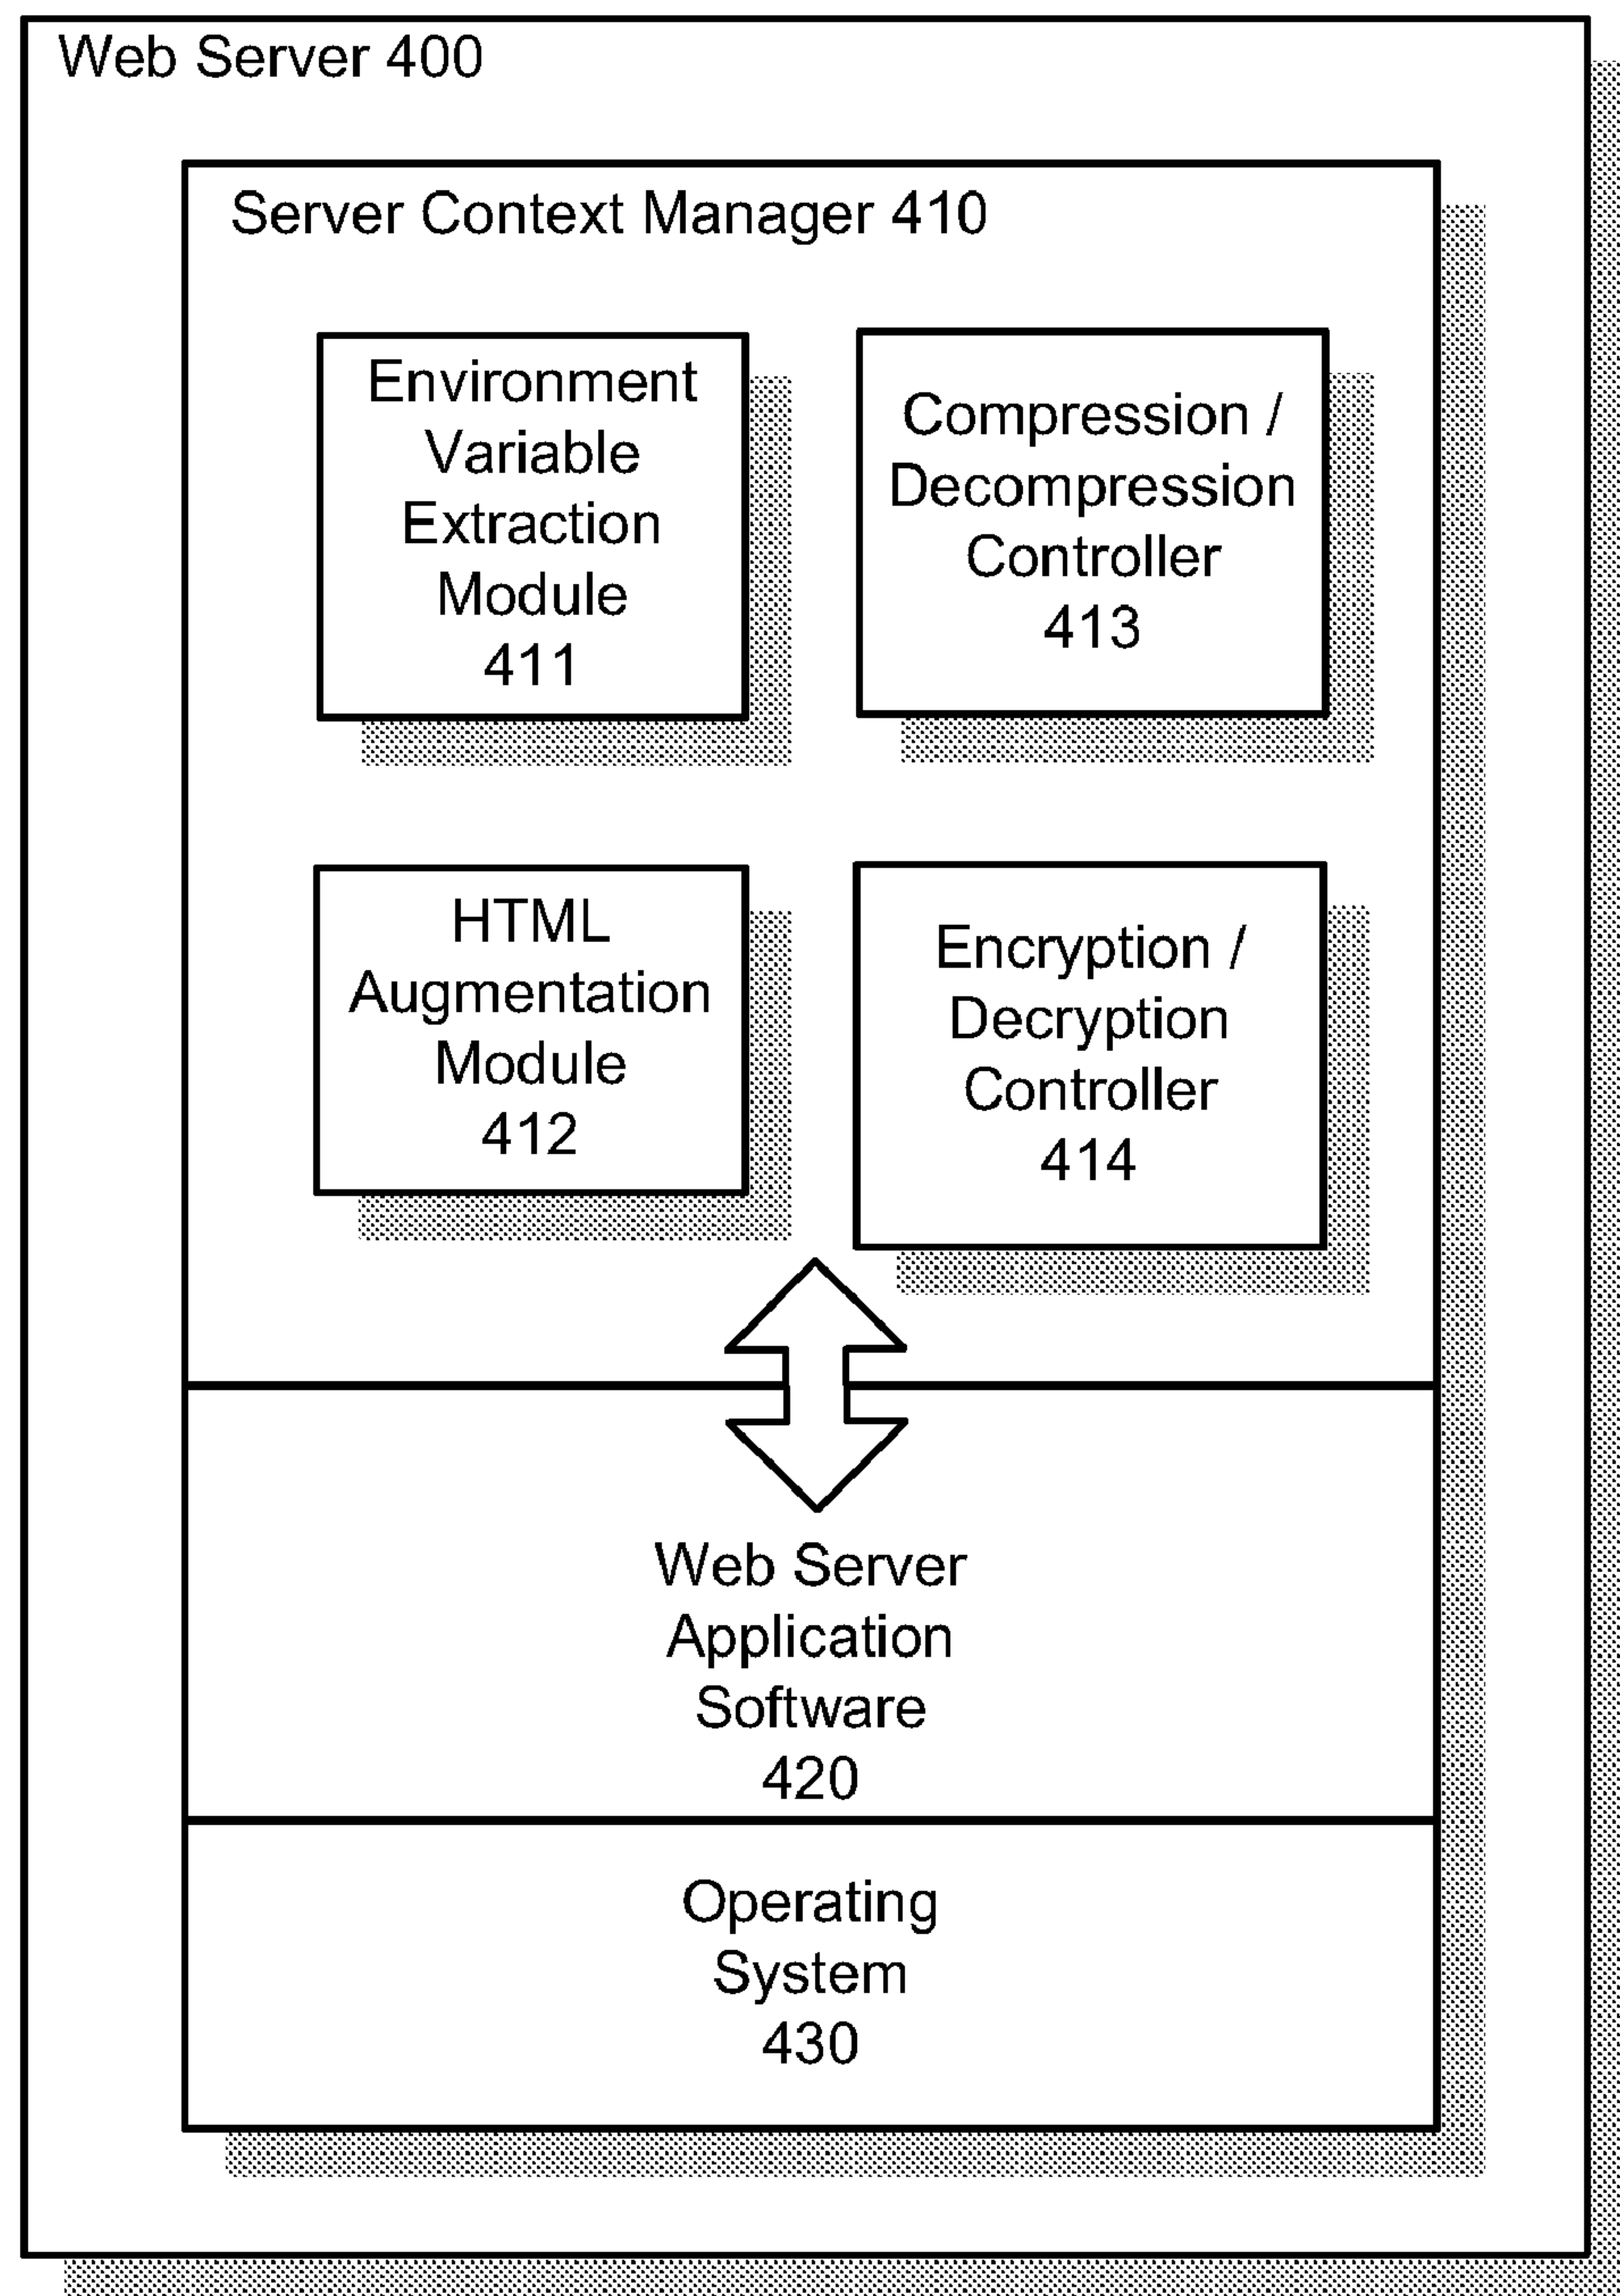 Web Server 400
Server Context Manager 410
Environment
Variable
Extraction
Module
411
Compression /
Decompression
Controller
413
HTML
Augmentation
Module
412
Encryption /
Decryption
Controller
414
Web Server
Application
Software
420
Operating
System
430